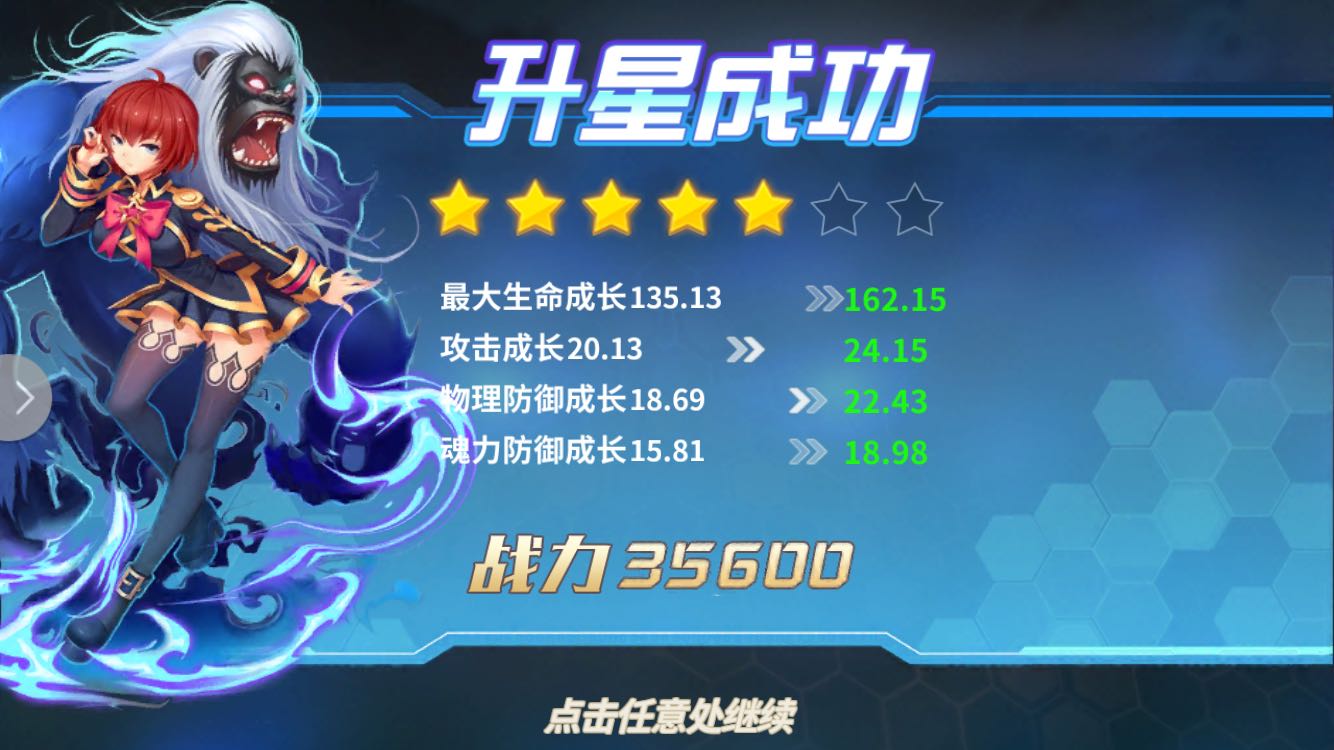 升星成功
最大生命成长135.13 162.15
攻击成长20.13 24.15
物理防御成长18.69 22.43
魂力防御成长15.81 18.98
战力35600
点击任意处继续